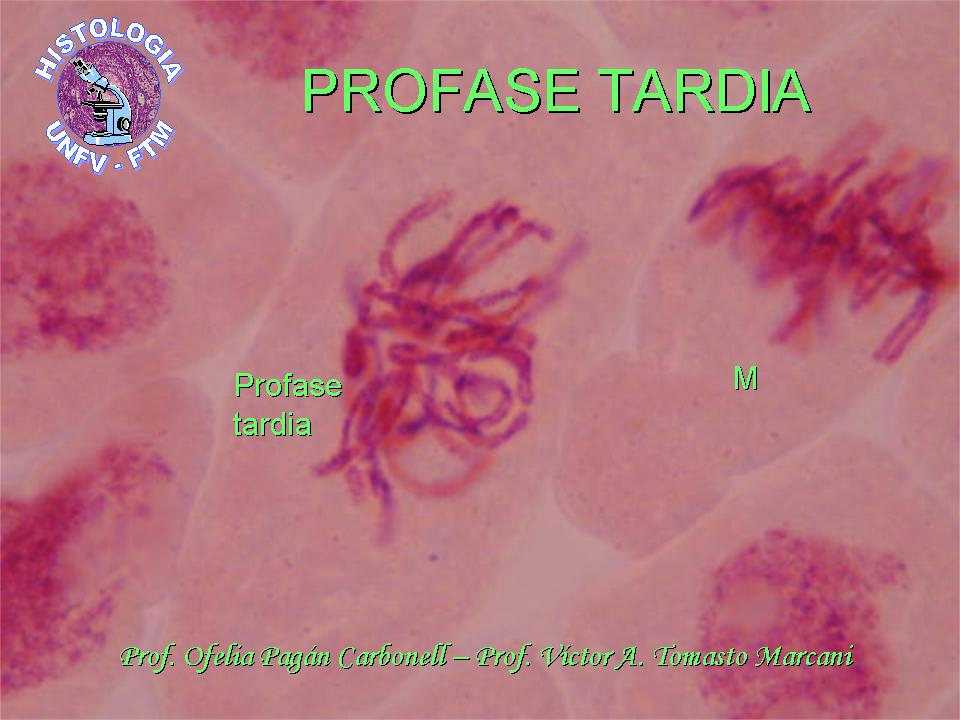 HISTOLOGIA
UNFV - FTM
PROFASE TARDIA
Profase
tardia
M
Prof. Ofelia Pagán Carbonell – Prof. Víctor A. Tomasto Marcani